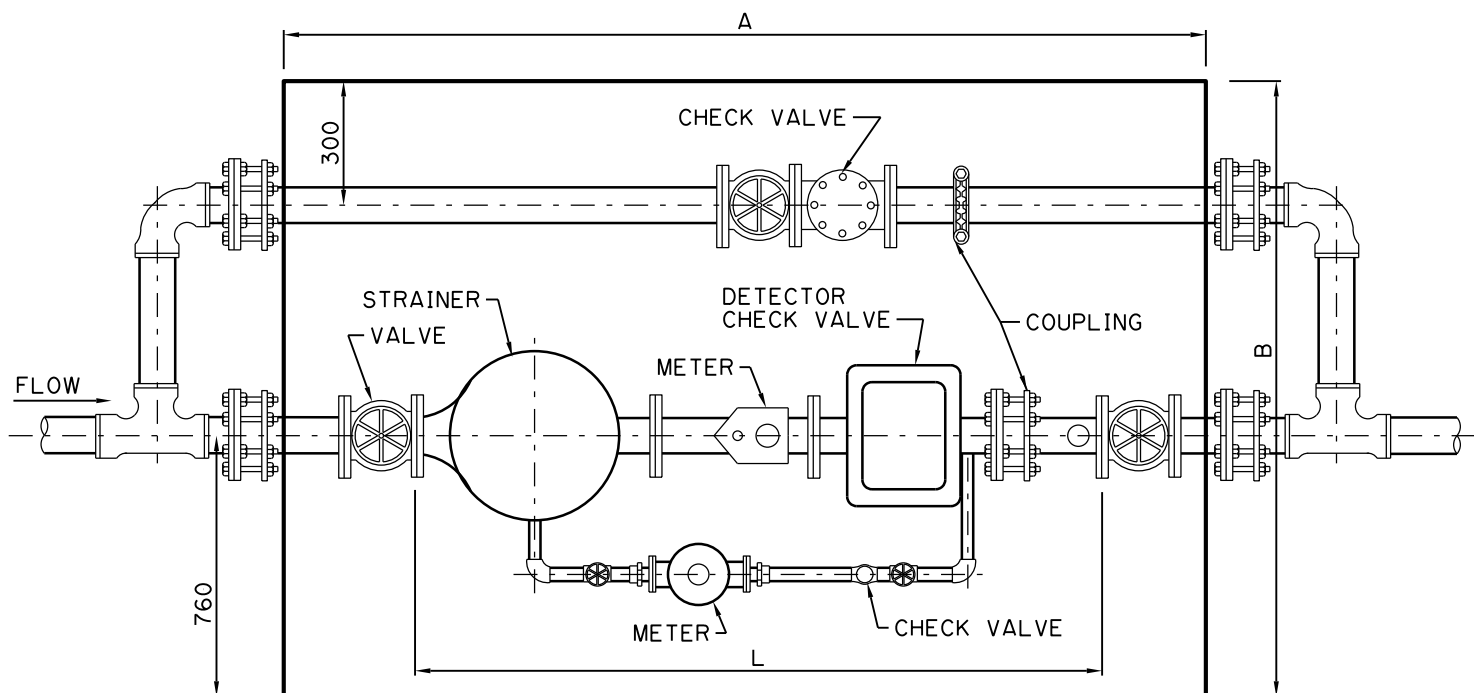 A
CHECK VALVE
300
STRAINER
VALVE
DETECTOR
CHECK VALVE
COUPLING
B
METER
FLOW
760
METER
CHECK VALVE
L